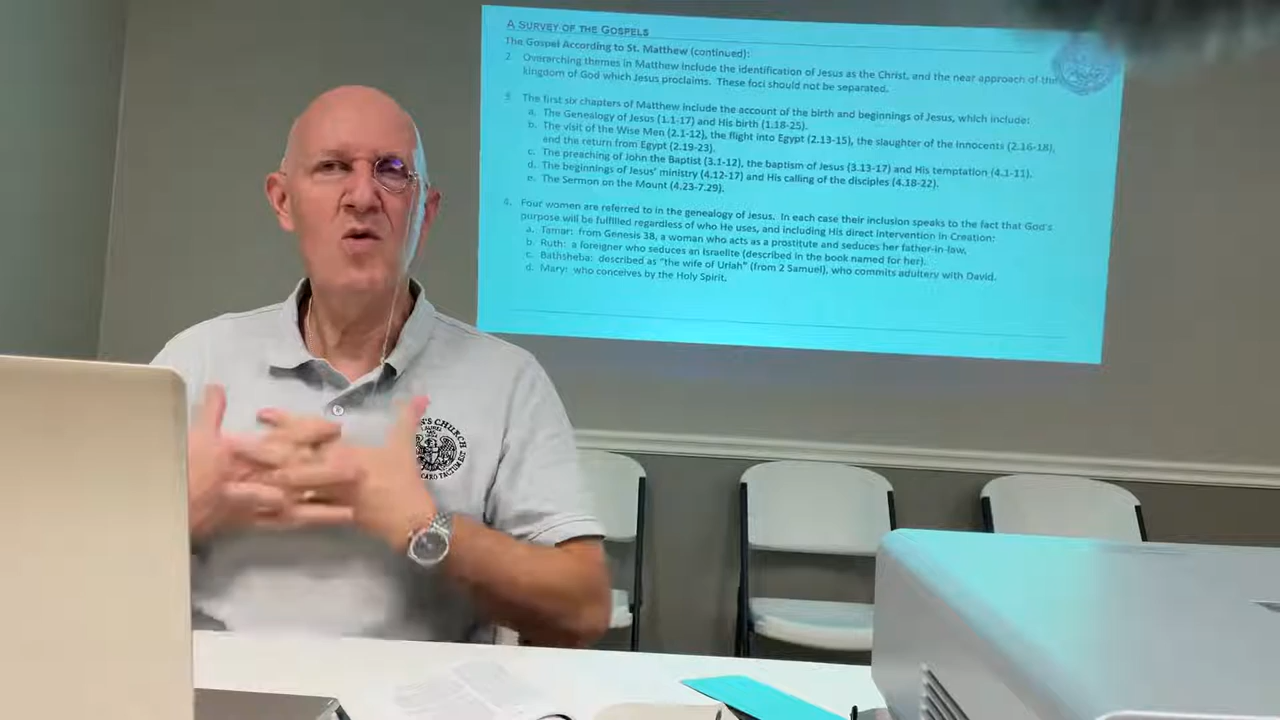 A SURVEY OF THE GOSPELS
The Gospel According to St. Matthew (continued):
2. Overarching themes in Matthew include the identification of Jesus as the Christ, and the near approach of the
kingdom of God which Jesus proclaims. These foci should not be separated.
3. The first six chapters of Matthew include the account of the birth and beginnings of Jesus, which include:
a. The Genealogy of Jesus (1.1-17) and His birth (1.18-25).
b. The visit of the Wise Men (2.1-12), the flight into Egypt (2.13-15), the slaughter of the Innocents (2.16-18),
and the return from Egypt (2.19-23).
c. The preaching of John the Baptist (3.1-12), the baptism of Jesus (3.13-17) and His temptation (4.1-11).
d. The beginnings of Jesus' ministry (4.12-17) and His calling of the disciples (4.18-22).
e. The Sermon on the Mount (4.23-7.29).
4. Four women are referred to in the genealogy of Jesus. In each case their inclusion speaks to the fact that God's
purpose will be fulfilled regardless of who He uses, and including His direct intervention in Creation:
a. Tamar: from Genesis 38, a woman who acts as a prostitute and seduces her father-in-law,
b. Ruth: a foreigner who seduces an Israelite (described in the book named for her).
c. Bathsheba: described as "the wife of Uriah" (from 2 Samuel), who commits adultery with David.
d. Mary: who conceives by the Holy Spirit.
'S CHURCH
CARO FACTUM EST